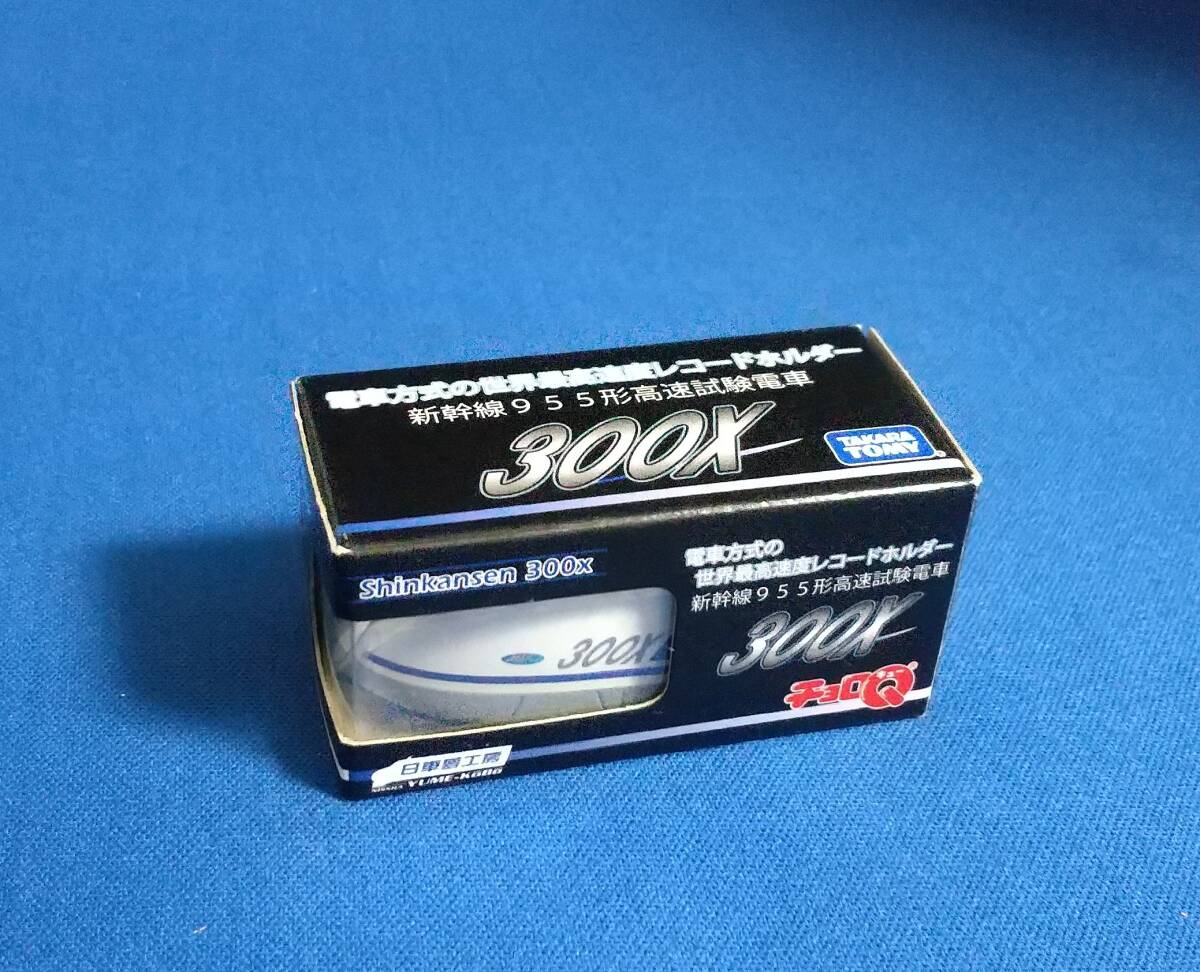 電車方式の世界最高速度レコードホルダー
新幹線９５５形高速試験電車
300X
TAKARA
TOMY
Shinkansen 300x
300X
電車方式の
世界最高速度レコードホルダー
新幹線９５５形高速試験電車
300X
チョロQ
キュー
日車夢工房
NISSHA YUME-KOBO